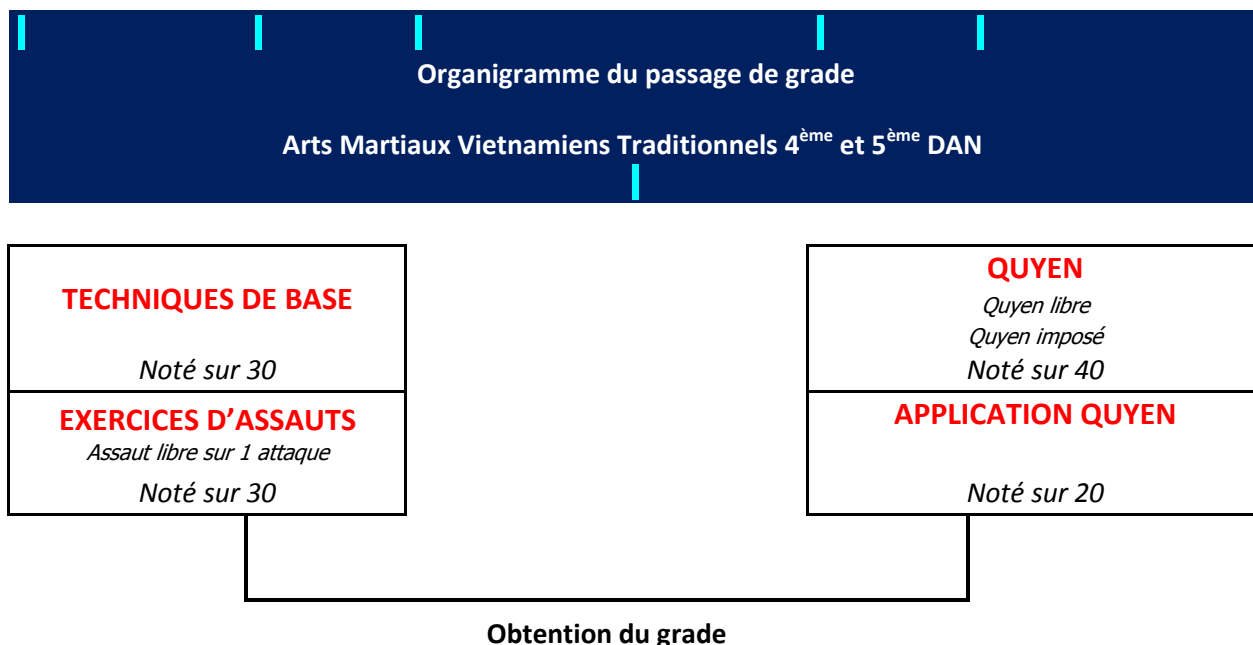 Organigramme du passage de grade
Arts Martiaux Vietnamiens Traditionnels 4ème et 5ème DAN
TECHNIQUES DE BASE
Noté sur 30
EXERCICES D’ASSAUTS
Assaut libre sur 1 attaque
Noté sur 30
QUYEN
Quyen libre
Quyen imposé
Noté sur 40
APPLICATION QUYEN
Noté sur 20
Obtention du grade